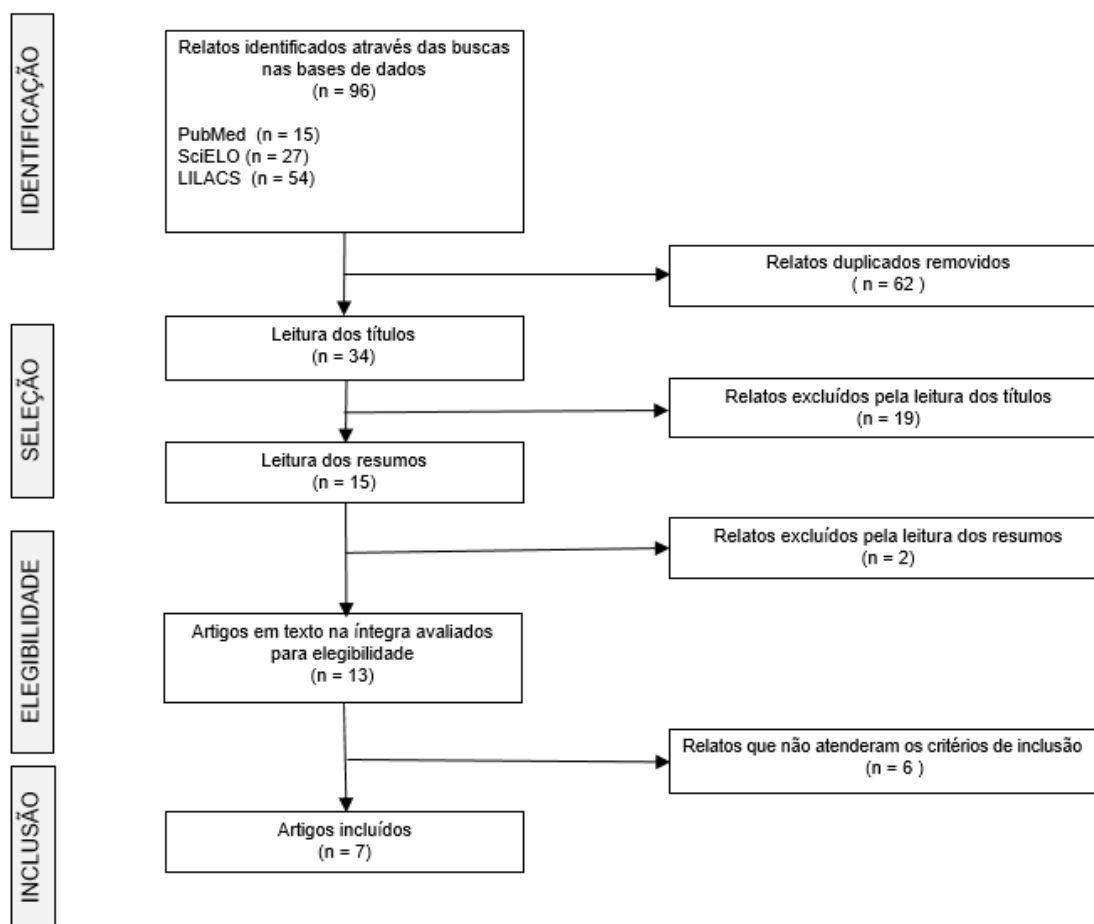 IDENTIFICAÇÃO
Relatos identificados através das buscas
nas bases de dados
(n = 96)
PubMed (n = 15)
SciELO (n = 27)
LILACS (n = 54)
Relatos duplicados removidos
( n = 62 )
SELEÇÃO
Leitura dos títulos
(n = 34)
Relatos excluídos pela leitura dos títulos
(n = 19)
Leitura dos resumos
(n = 15)
Relatos excluídos pela leitura dos resumos
(n = 2)
ELEGIBILIDADE
Artigos em texto na íntegra avaliados
para elegibilidade
(n = 13)
Relatos que não atenderam os critérios de inclusão
(n = 6 )
INCLUSÃO
Artigos incluídos
(n = 7)